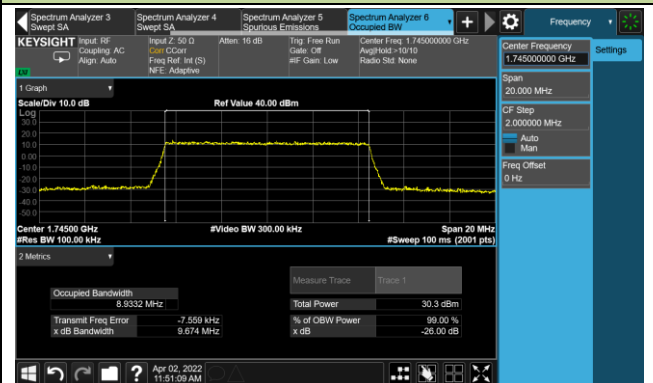 Spectrum Analyzer 3
Swept SA
Spectrum Analyzer 4
Swept SA
Spectrum Analyzer 5
Spurious Emissions
Spectrum Analyzer 6
Occupied BW
Frequency
KEYSIGHT
Input: RF
Coupling: AC
Align: Auto
Input Z: 50 Ω
Corr CCorr
Freq Ref: Int (S)
NFE: Adaptive
Atten: 16 dB
Trig: Free Run
Gate: Off
#IF Gain: Low
Center Freq: 1.745000000 GHz
Avg|Hold:>10/10
Radio Std: None
Center Frequency
1.745000000 GHz
Settings
Span
20.000 MHz
CF Step
2.000000 MHz
Auto
Man
Freq Offset
0 Hz
1 Graph
Scale/Div 10.0 dB
Ref Value 40.00 dBm
Log
30.0
20.0
10.0
0.00
-10.0
-20.0
-30.0
-40.0
-50.0
Center 1.74500 GHz
#Res BW 100.00 kHz
#Video BW 300.00 kHz
Span 20 MHz
#Sweep 100 ms (2001 pts)
2 Metrics
Measure Trace
Trace 1
Occupied Bandwidth
8.9332 MHz
Total Power
30.3 dBm
Transmit Freq Error
-7.559 kHz
% of OBW Power
99.00 %
x dB Bandwidth
9.674 MHz
x dB
-26.00 dB
Apr 02, 2022
11:51:09 AM